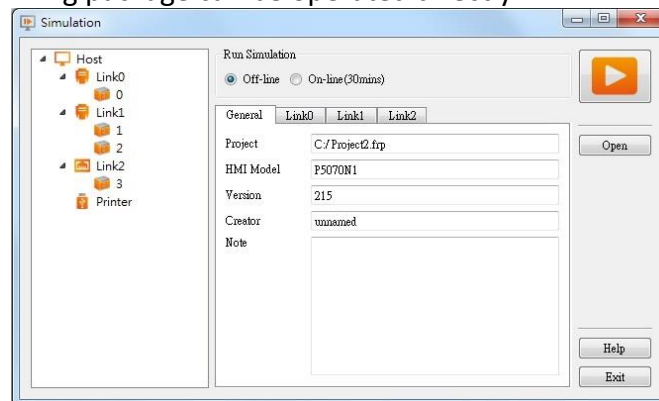 Simulation
Host
Link0
0
Link1
1
2
Link2
3
Printer
Run Simulation
Off-line On-line(30mins)
General Link0 Link1 Link2
Project C:/Project2.frp
HMI Model P5070N1
Version 215
Creator unnamed
Note
Open
Help
Exit